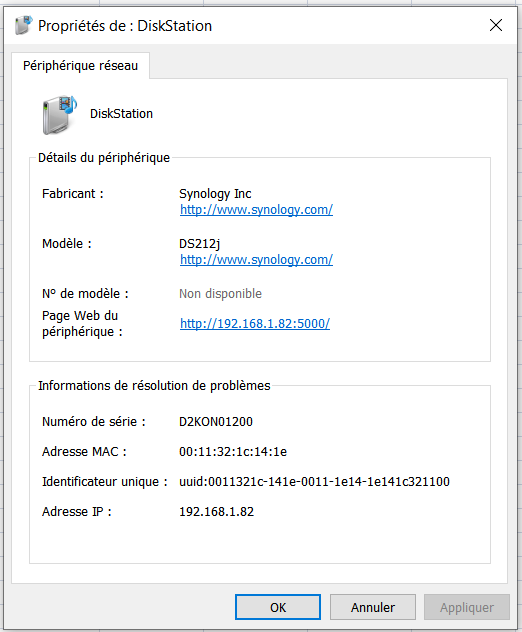 Propriétés de : DiskStation
Périphérique réseau
DiskStation
Détails du périphérique
Fabricant : Synology Inc
http://www.synology.com/
Modèle : DS212j
http://www.synology.com/
Nº de modèle : Non disponible
Page Web du
périphérique : http://192.168.1.82:5000/
Informations de résolution de problèmes
Numéro de série : D2KON01200
Adresse MAC : 00:11:32:1c:14:1e
Identificateur unique : uuid:0011321c-141e-0011-1e14-1e141c321100
Adresse IP : 192.168.1.82
OK Annuler Appliquer